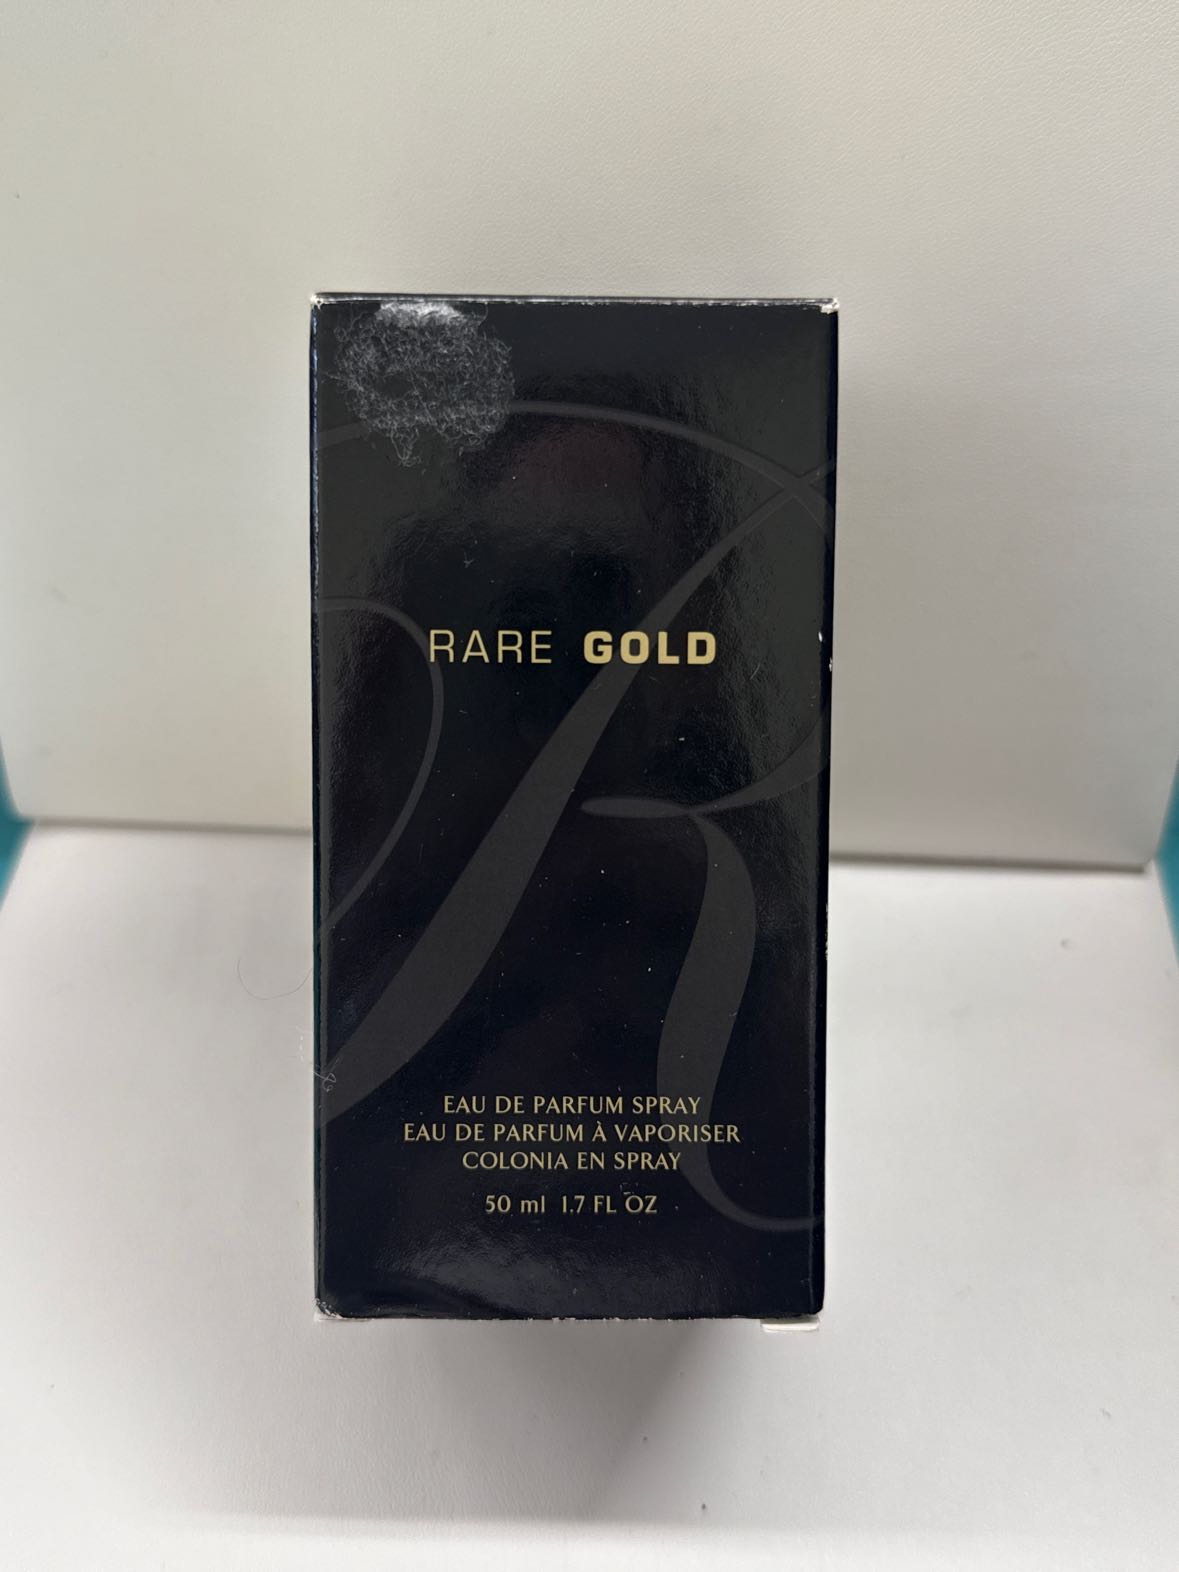 RARE GOLD
EAU DE PARFUM SPRAY
EAU DE PARFUM À VAPORISER
COLONIA EN SPRAY
50 ml 1.7 FL OZ